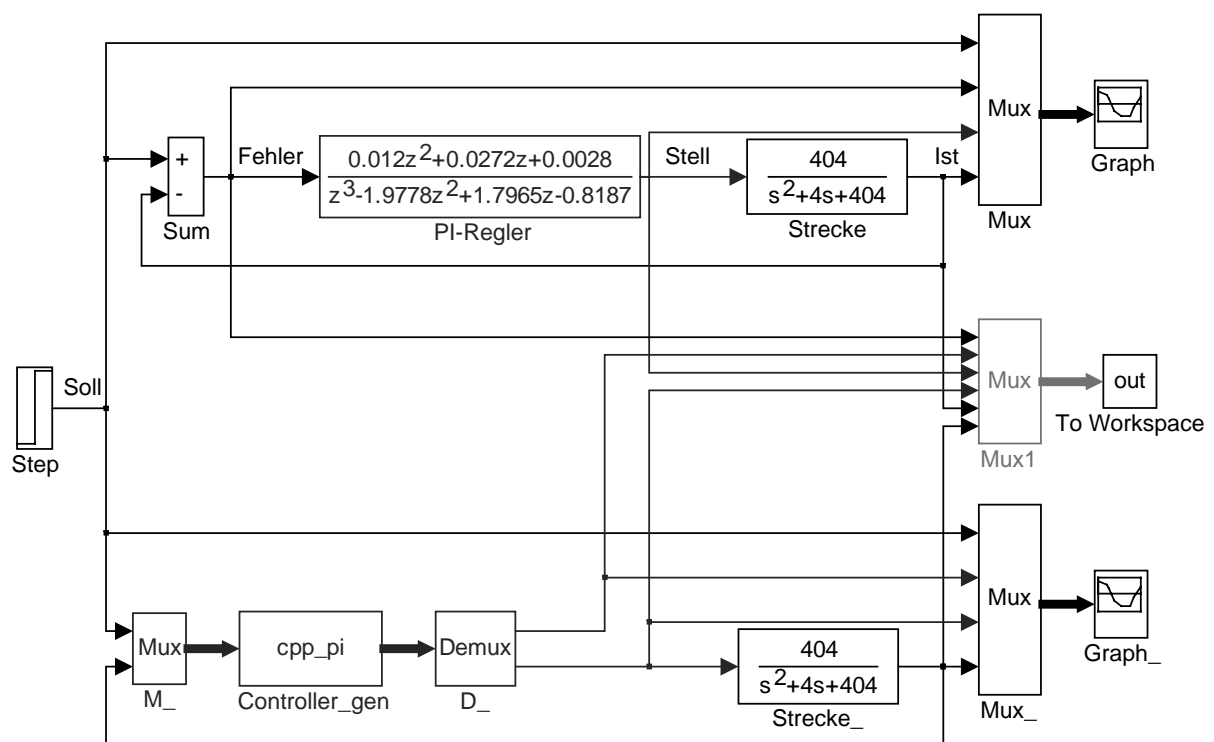 Mux
Graph
Mux
+
-
Sum
Fehler
0.012z²+0.0272z+0.0028
z³-1.9778z²+1.7965z-0.8187
PI-Regler
Stell
404
s²+4s+404
Strecke
Ist
Soll
Step
Mux
Mux1
out
To Workspace
Mux
M_
cpp_pi
Controller_gen
Demux
D_
404
s²+4s+404
Strecke_
Mux
Mux_
Graph_